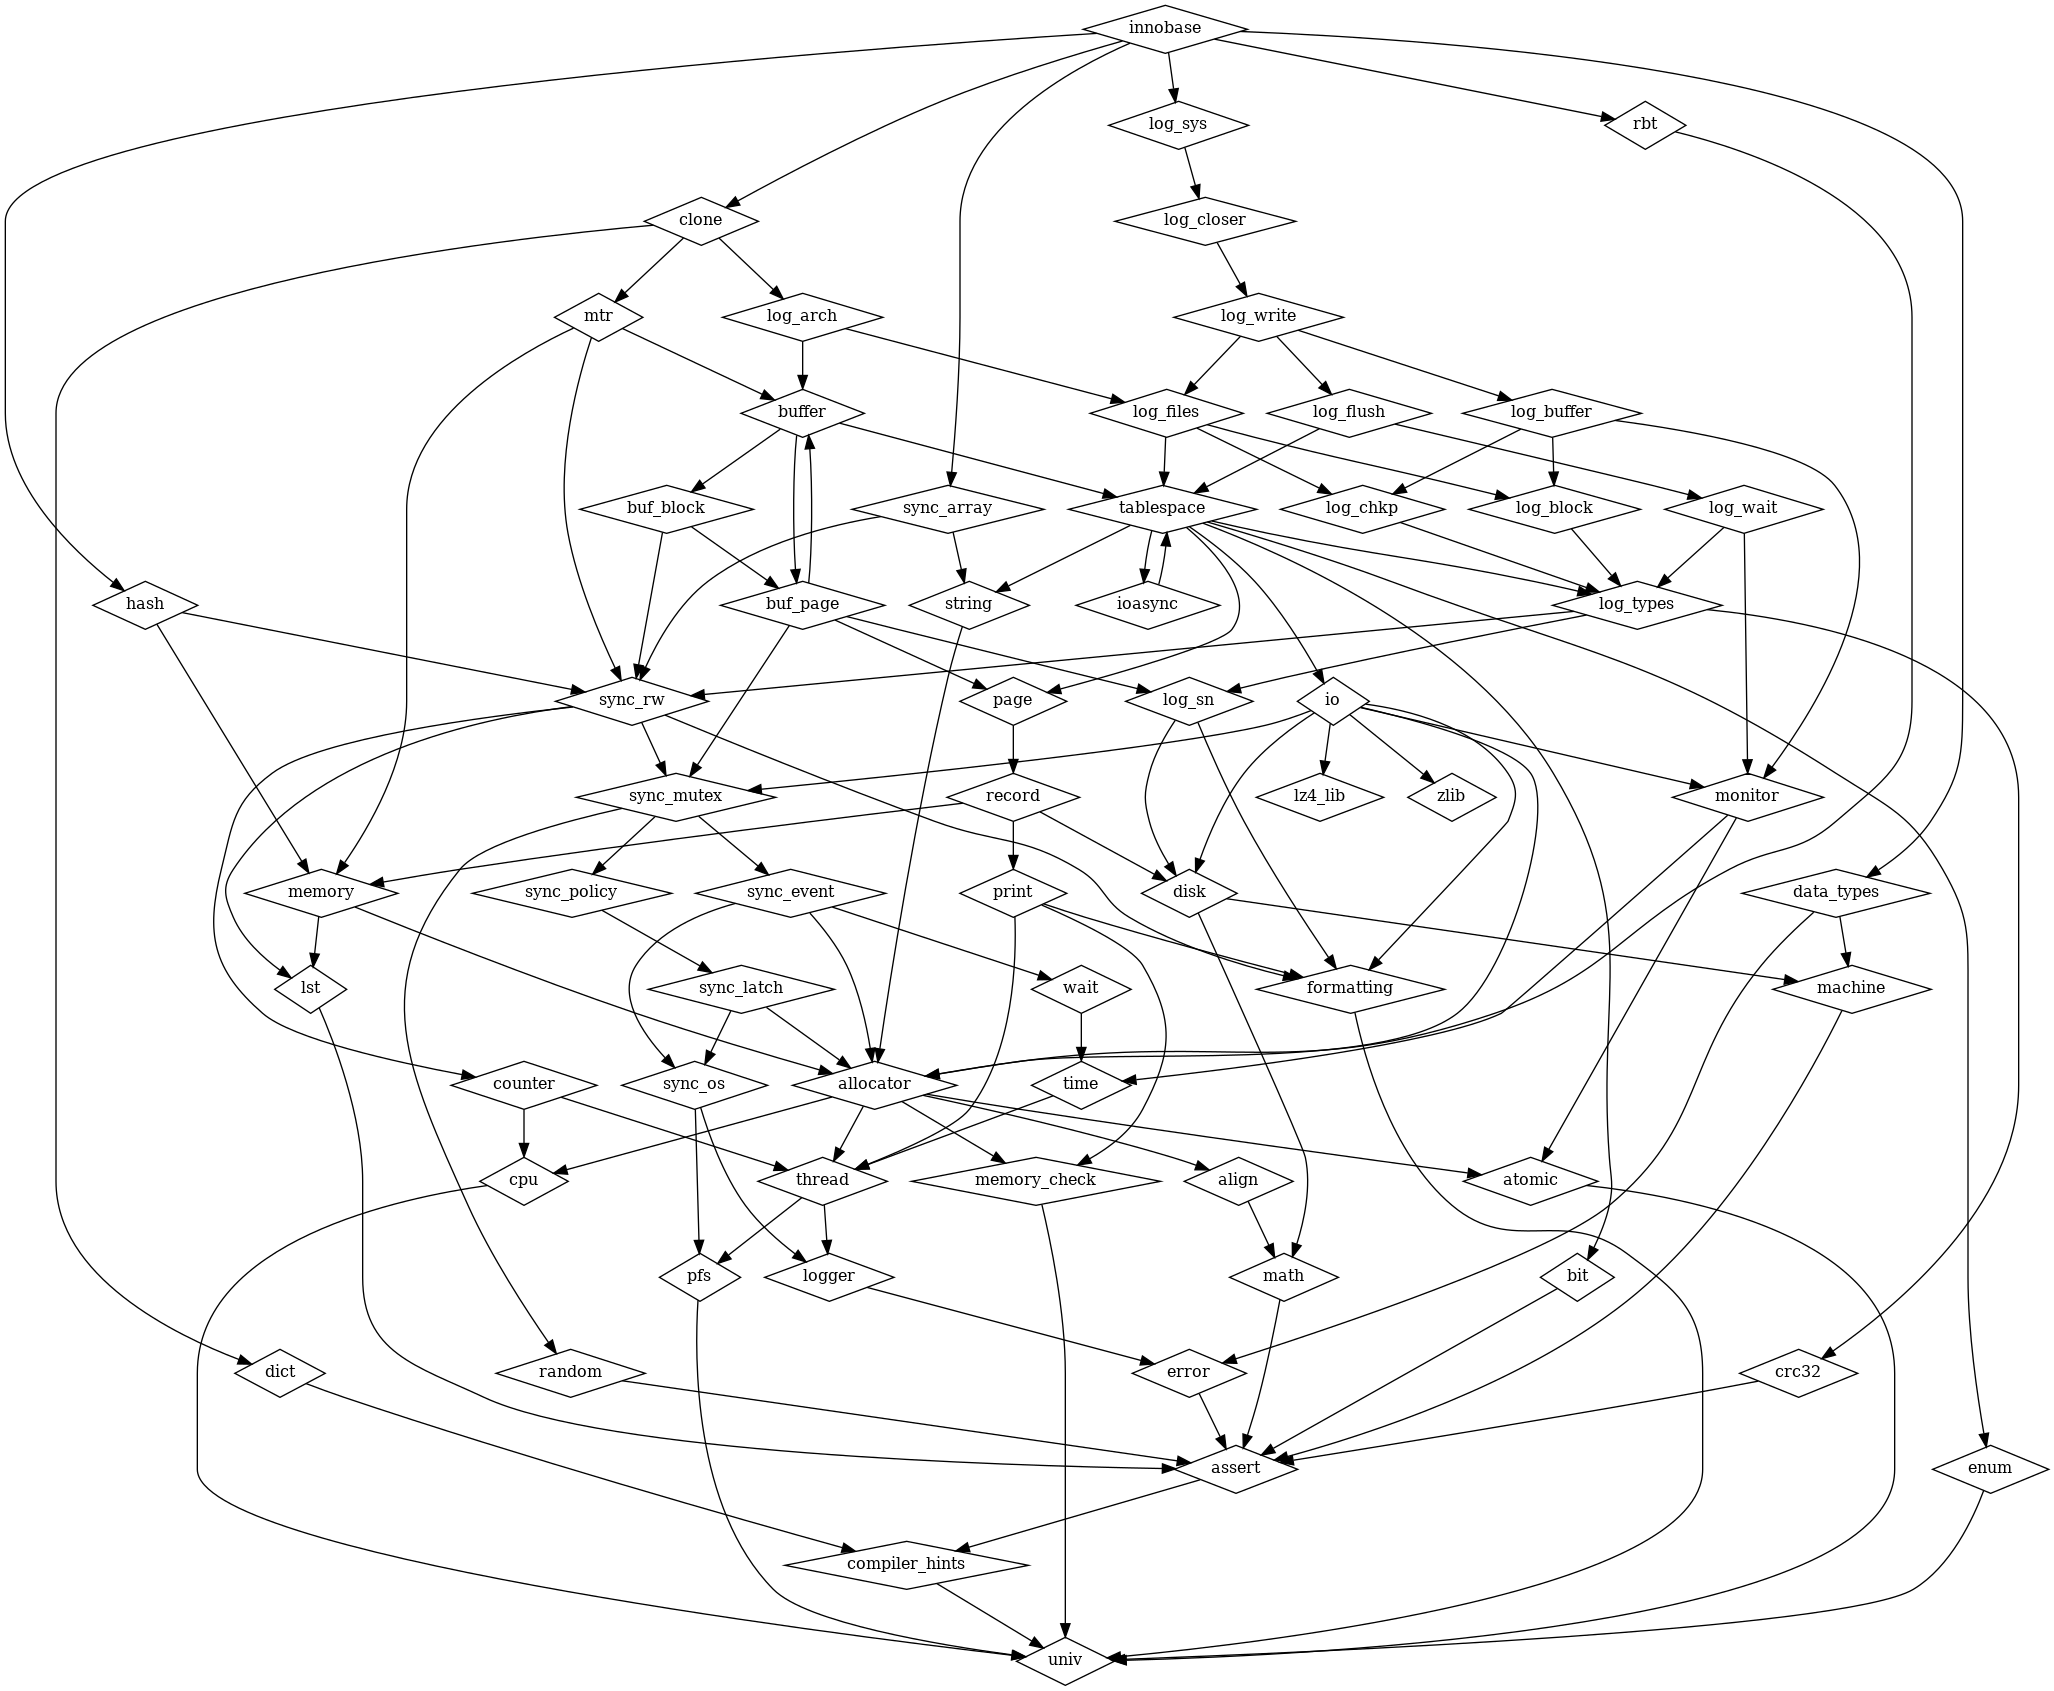 innobase
log_sys
rbt
clone
log_closer
mtr
log_arch
log_write
buffer
log_files
log_flush
log_buffer
buf_block
sync_array
tablespace
log_chkp
log_block
log_wait
hash
buf_page
string
ioasync
log_types
sync_rw
page
log_sn
io
sync_mutex
record
lz4_lib
zlib
monitor
memory
sync_policy
sync_event
print
disk
data_types
lst
sync_latch
wait
formatting
machine
counter
sync_os
allocator
time
cpu
thread
memory_check
align
atomic
pfs
logger
math
bit
dict
random
error
crc32
assert
enum
compiler_hints
univ